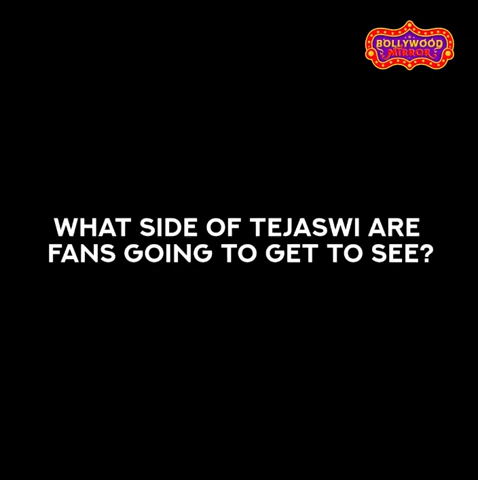 BOLLYWOOD
MIRROR
WHAT SIDE OF TEJASWI ARE
FANS GOING TO GET TO SEE?